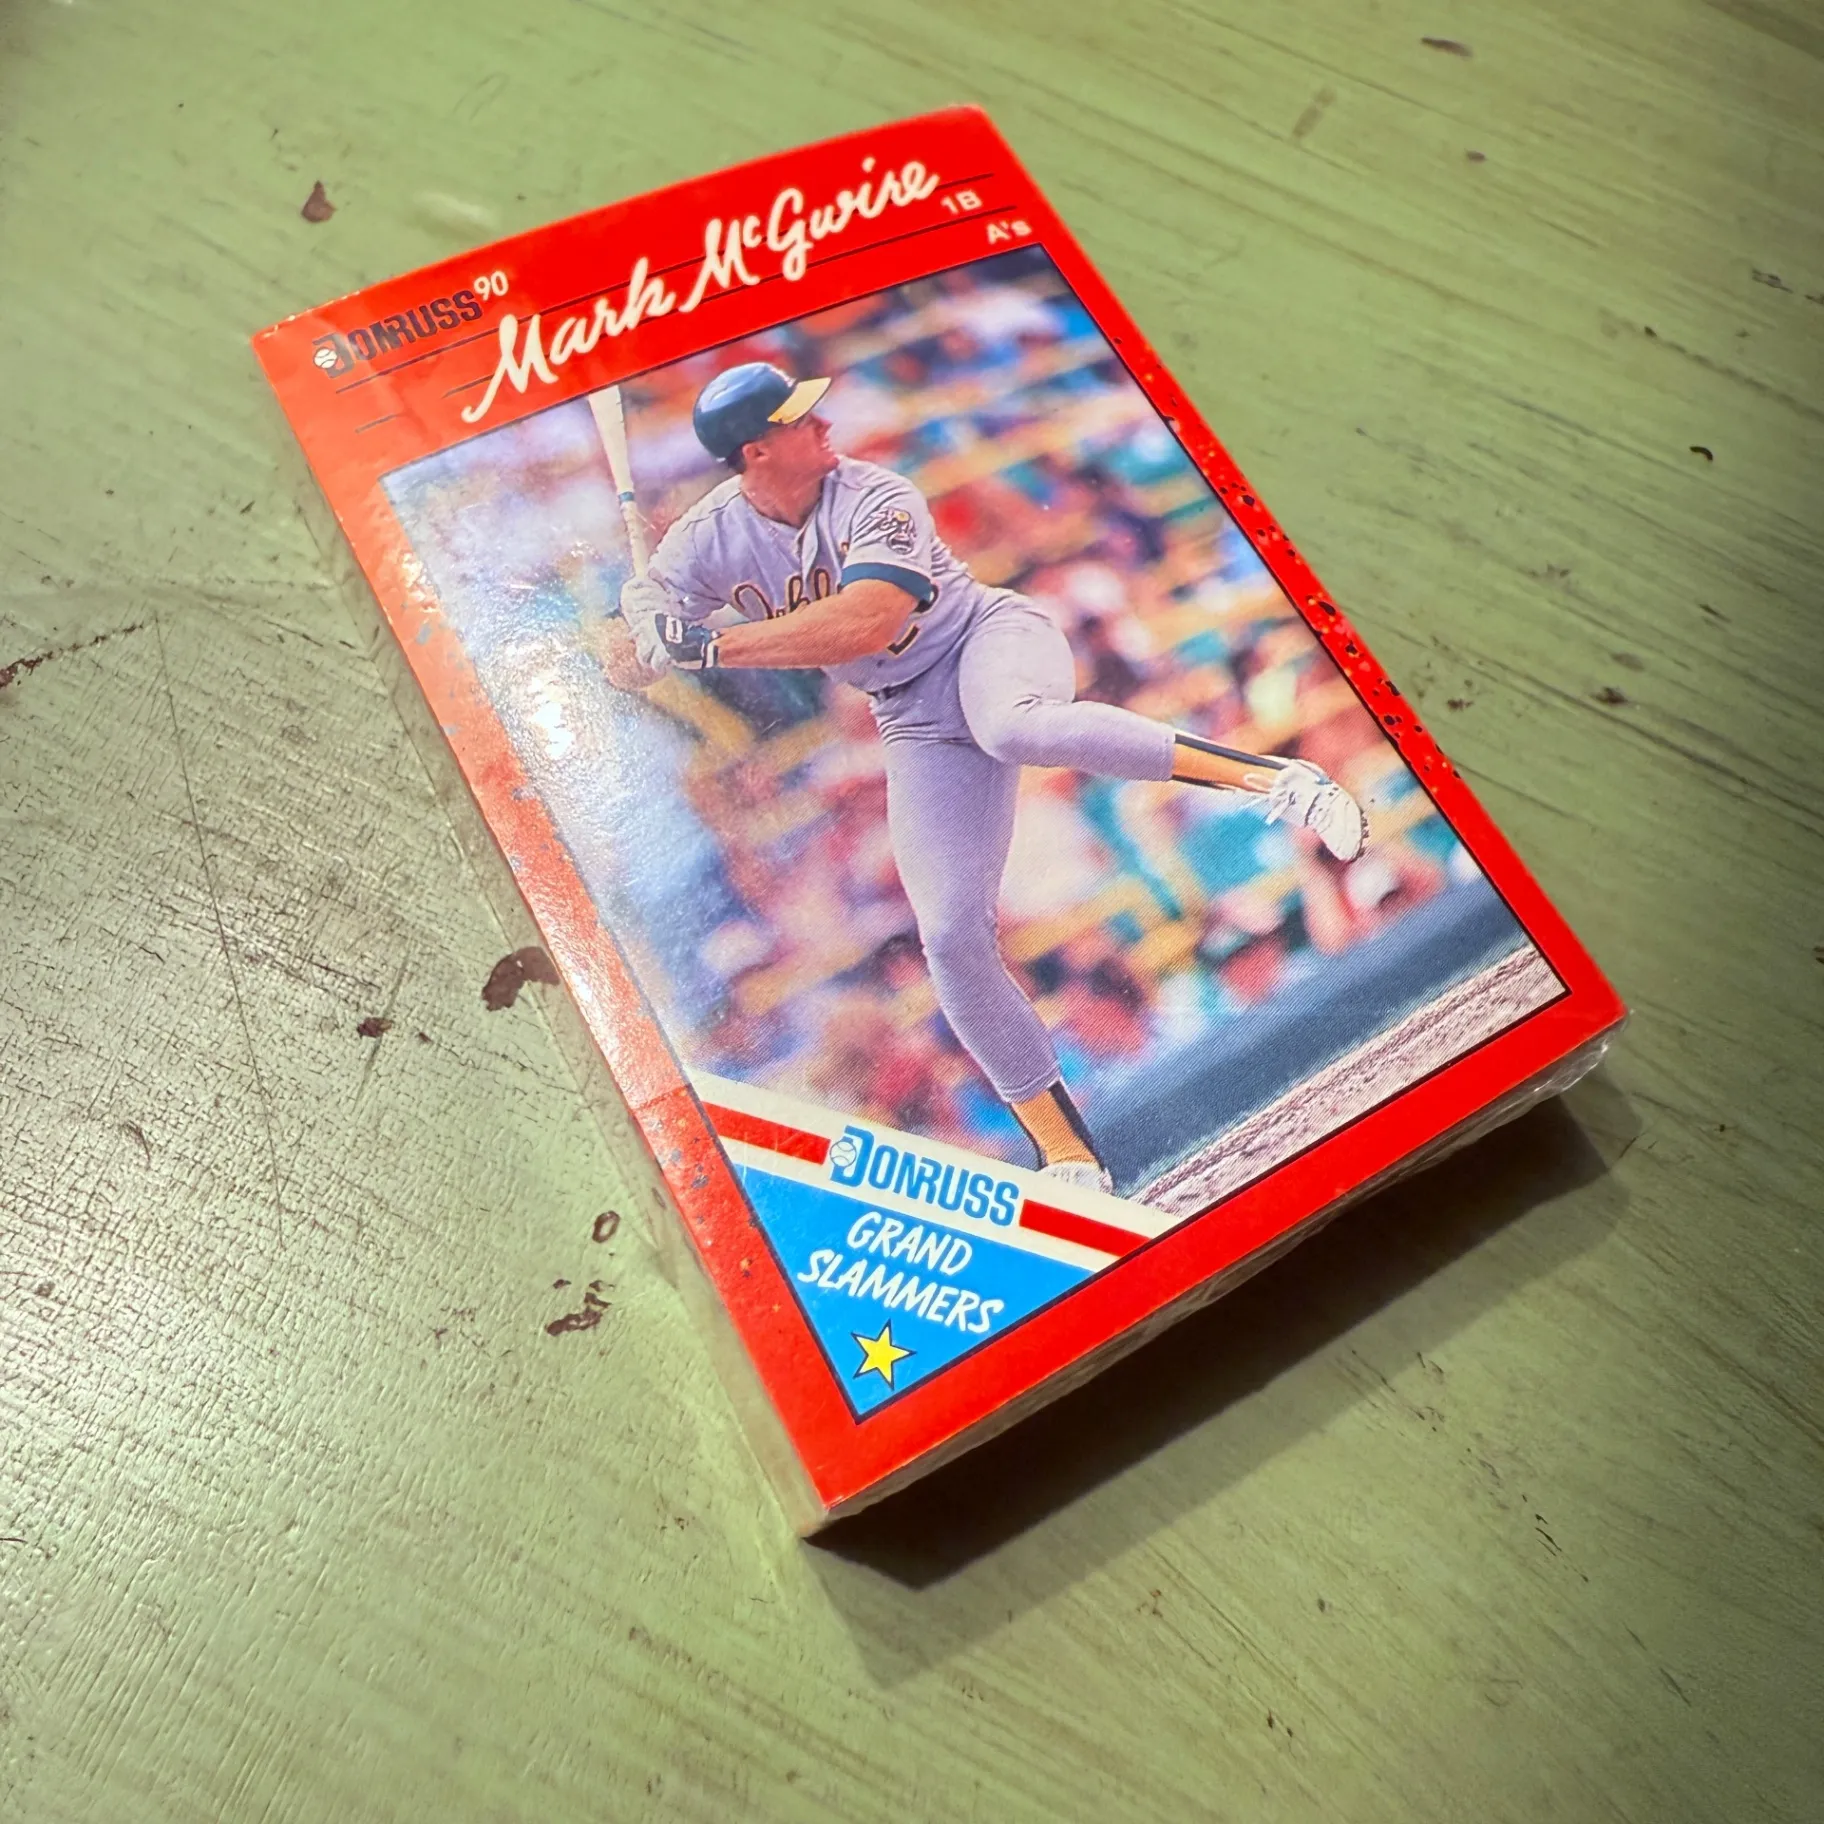 DONRUSS 90
Mark McGwire
1B
A's
DONRUSS
GRAND
SLAMMERS